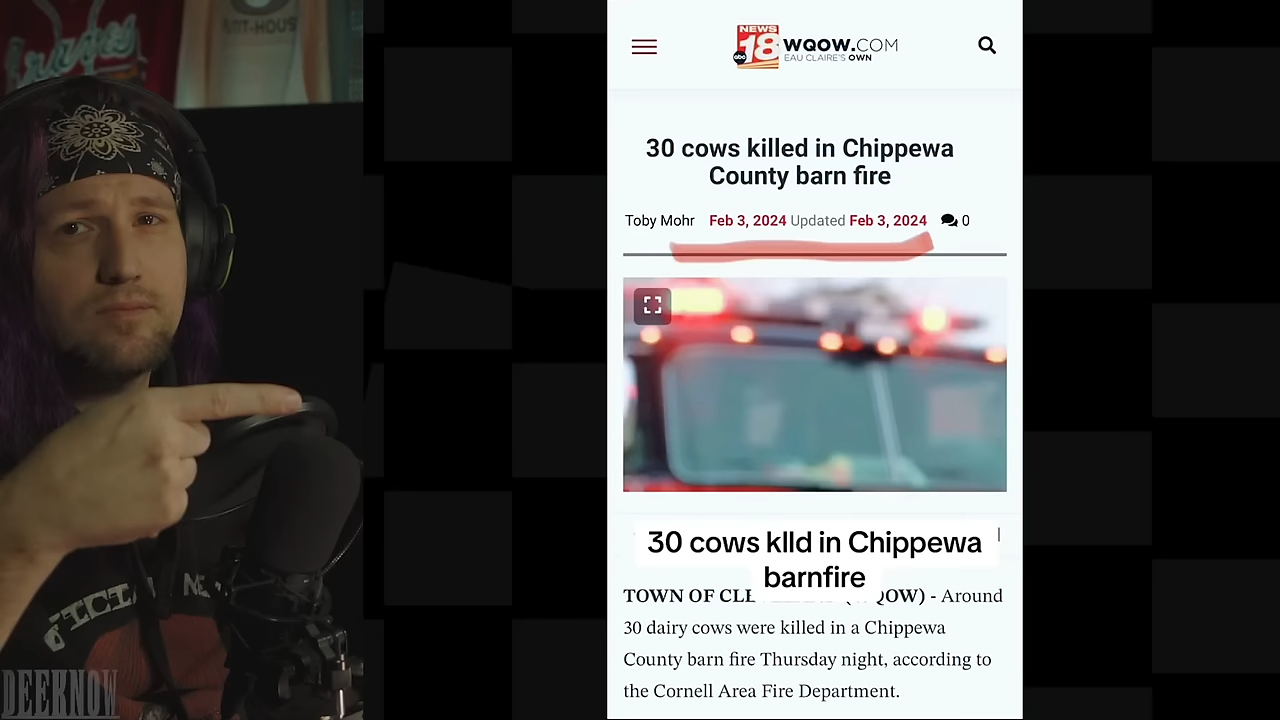 NEWS
18
abc
WQOW.COM
EAU CLAIRE'S OWN
30 cows killed in Chippewa
County barn fire
Toby Mohr Feb 3, 2024 Updated Feb 3, 2024 0
30 cows klld in Chippewa
barnfire
TOWN OF (WQOW) - Around
30 dairy cows were killed in a Chippewa
County barn fire Thursday night, according to
the Cornell Area Fire Department.
DEEKNOW